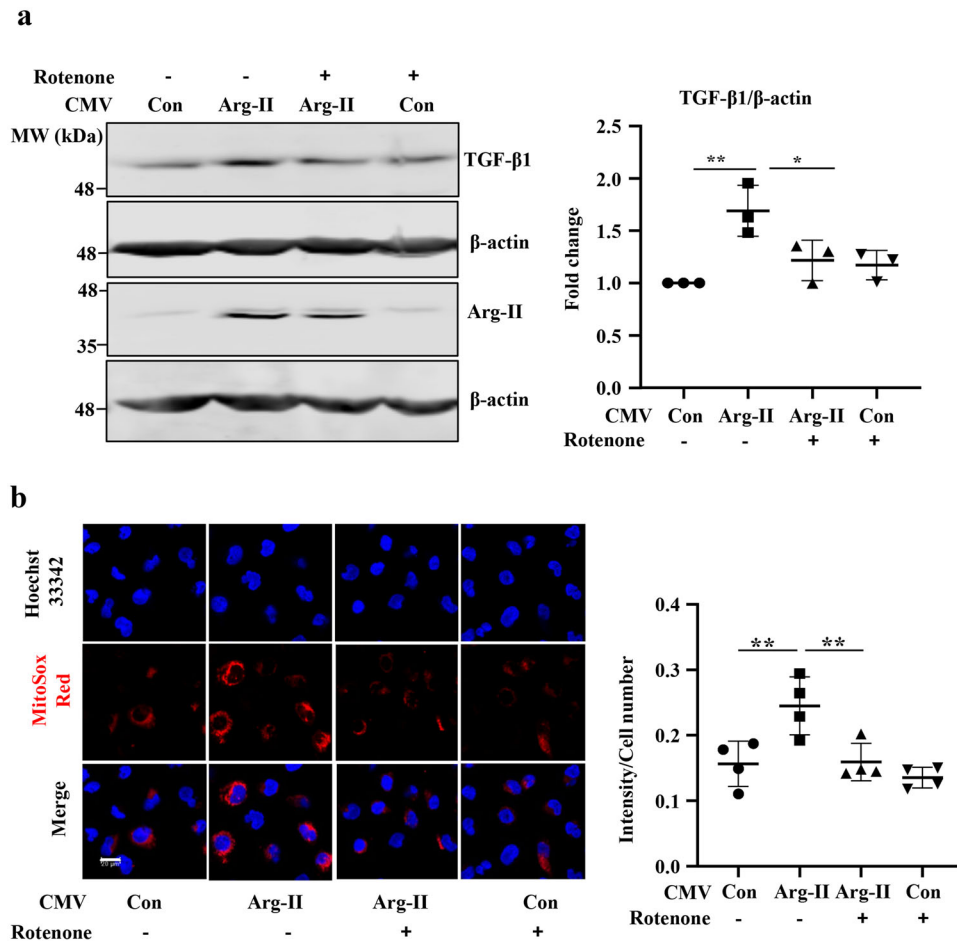 a
Rotenone - - + +
CMV Con Arg-II Arg-II Con
MW (kDa)
TGF-β1
48
β-actin
48
48
Arg-II
35
β-actin
48
TGF-β1/β-actin
Fold change
2.5
2.0
1.5
1.0
0.5
0.0
** *
CMV Con Arg-II Arg-II Con
Rotenone - - + +
b
Hoechst
33342
MitoSox
Red
Merge
20 μm
CMV Con Arg-II Arg-II Con
Rotenone - - + +
Intensity/Cell number
0.4
0.3
0.2
0.1
0.0
** **
CMV Con Arg-II Arg-II Con
Rotenone - - + +